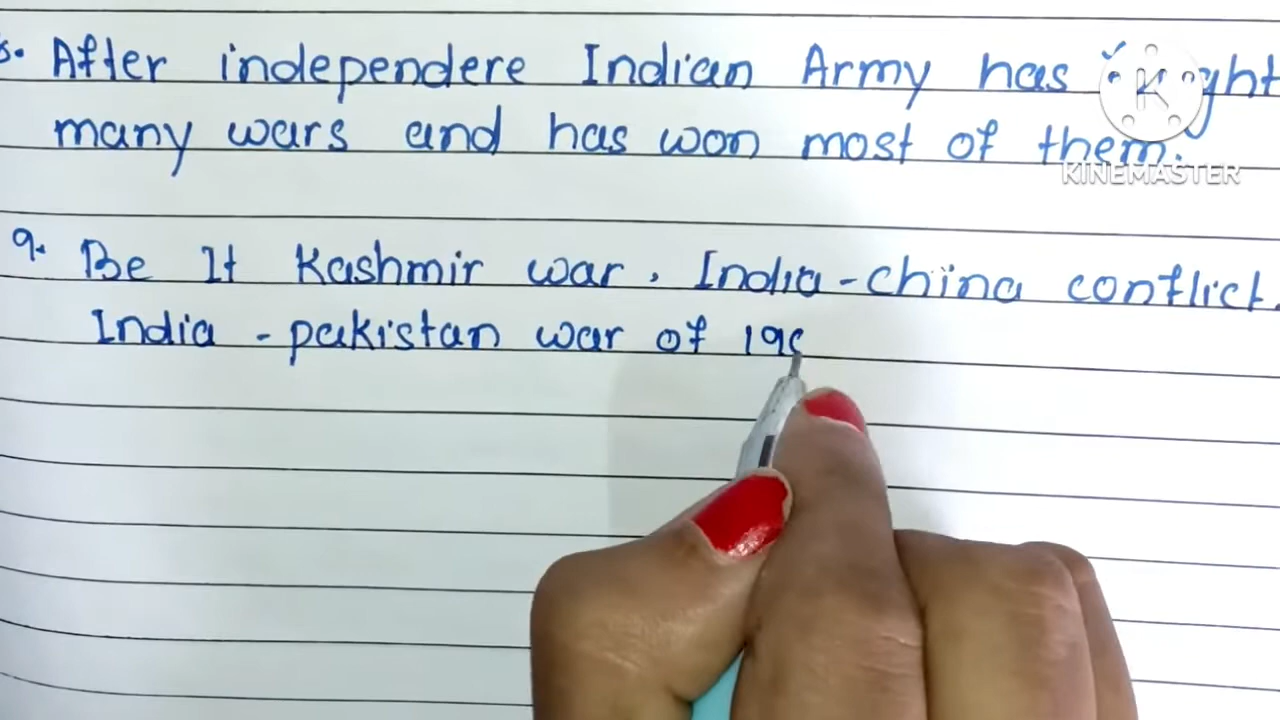 8. After independere Indian Army has
many wars and has won most of them.
9. Be It Kashmir war, India-china conflict.
India-pakistan war of 19
KINEMASTER